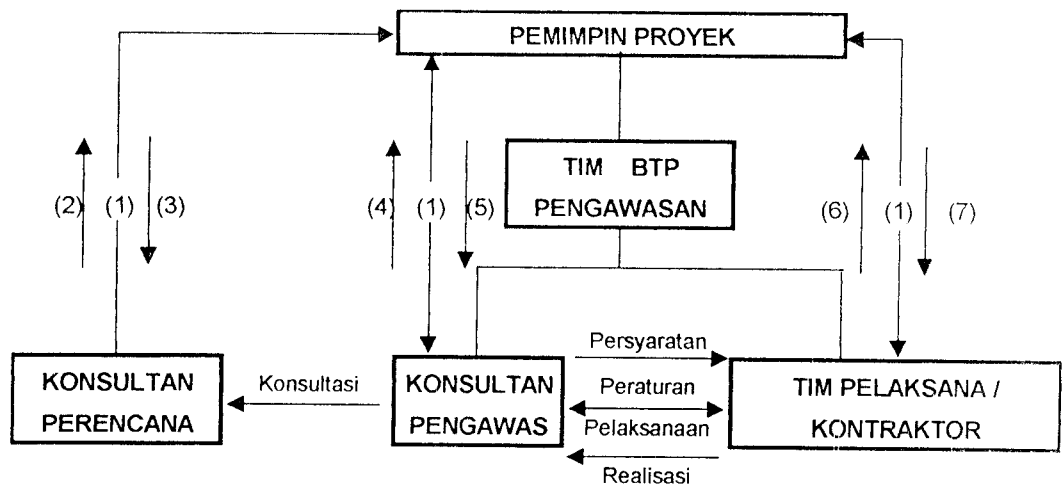 PEMIMPIN PROYEK
TIM BTP
PENGAWASAN
(2) (1) (3)
(4) (1) (5)
(6) (1) (7)
KONSULTAN
PERENCANA
Konsultasi
KONSULTAN
PENGAWAS
Persyaratan
Peraturan
Pelaksanaan
Realisasi
TIM PELAKSANA /
KONTRAKTOR